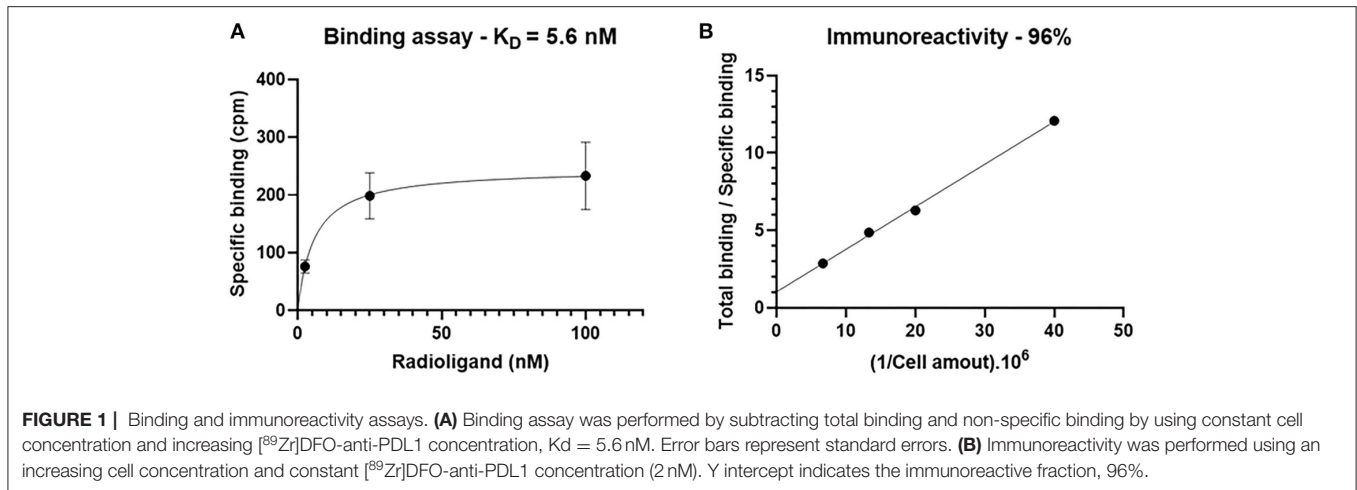 A
Binding assay - K_D = 5.6 nM
400
300
200
100
0
Specific binding (cpm)
0
50
100
Radioligand (nM)
B
Immunoreactivity - 96%
15
10
5
0
Total binding / Specific binding
0
10
20
30
40
50
(1/Cell amout).10⁶
FIGURE 1 | Binding and immunoreactivity assays. (A) Binding assay was performed by subtracting total binding and non-specific binding by using constant cell
concentration and increasing [⁸⁹Zr]DFO-anti-PDL1 concentration, Kd = 5.6 nM. Error bars represent standard errors. (B) Immunoreactivity was performed using an
increasing cell concentration and constant [⁸⁹Zr]DFO-anti-PDL1 concentration (2 nM). Y intercept indicates the immunoreactive fraction, 96%.